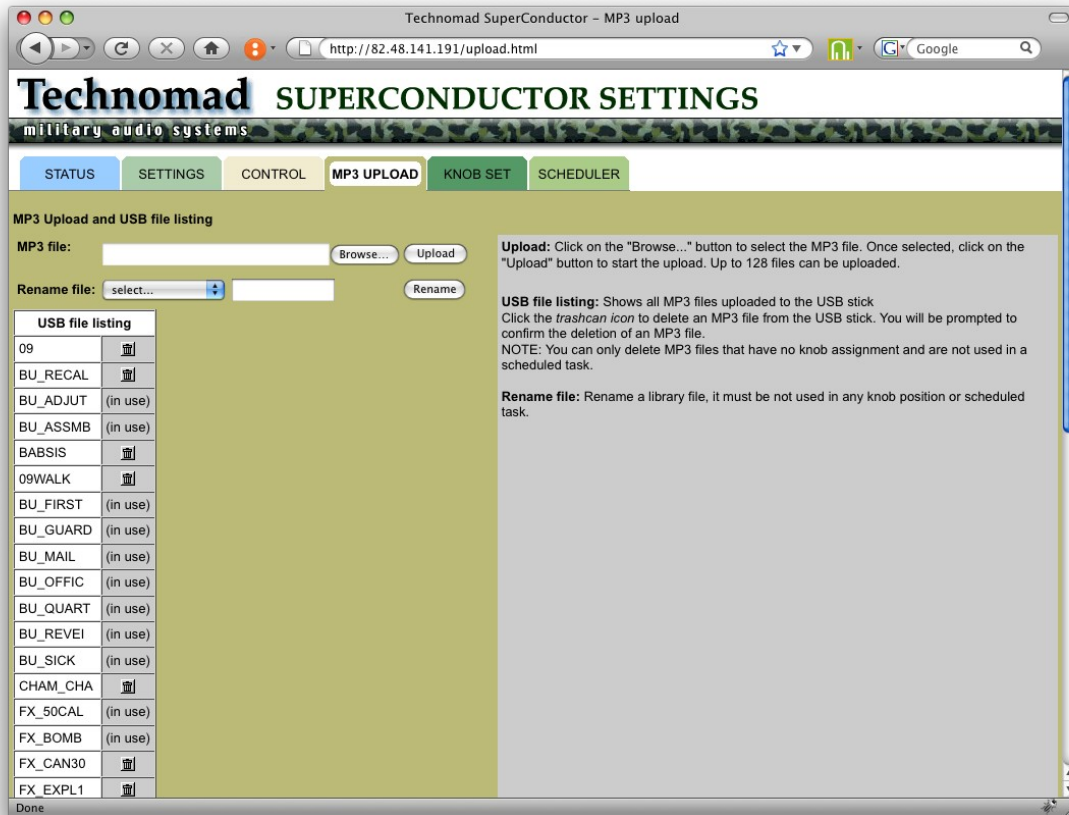 Technomad SuperConductor – MP3 upload
http://82.48.141.191/upload.html
G Google
Technomad SUPERCONDUCTOR SETTINGS
military audio systems
STATUS SETTINGS CONTROL MP3 UPLOAD KNOB SET SCHEDULER
MP3 Upload and USB file listing
MP3 file: Browse... Upload
Rename file: select... Rename
USB file listing
09
BU_RECAL
BU_ADJUT (in use)
BU_ASSMB (in use)
BABSIS
09WALK
BU_FIRST (in use)
BU_GUARD (in use)
BU_MAIL (in use)
BU_OFFIC (in use)
BU_QUART (in use)
BU_REVEI (in use)
BU_SICK (in use)
CHAM_CHA
FX_50CAL (in use)
FX_BOMB (in use)
FX_CAN30
FX_EXPL1
Upload: Click on the "Browse..." button to select the MP3 file. Once selected, click on the
"Upload" button to start the upload. Up to 128 files can be uploaded.
USB file listing: Shows all MP3 files uploaded to the USB stick
Click the trashcan icon to delete an MP3 file from the USB stick. You will be prompted to
confirm the deletion of an MP3 file.
NOTE: You can only delete MP3 files that have no knob assignment and are not used in a
scheduled task.
Rename file: Rename a library file, it must be not used in any knob position or scheduled
task.
Done